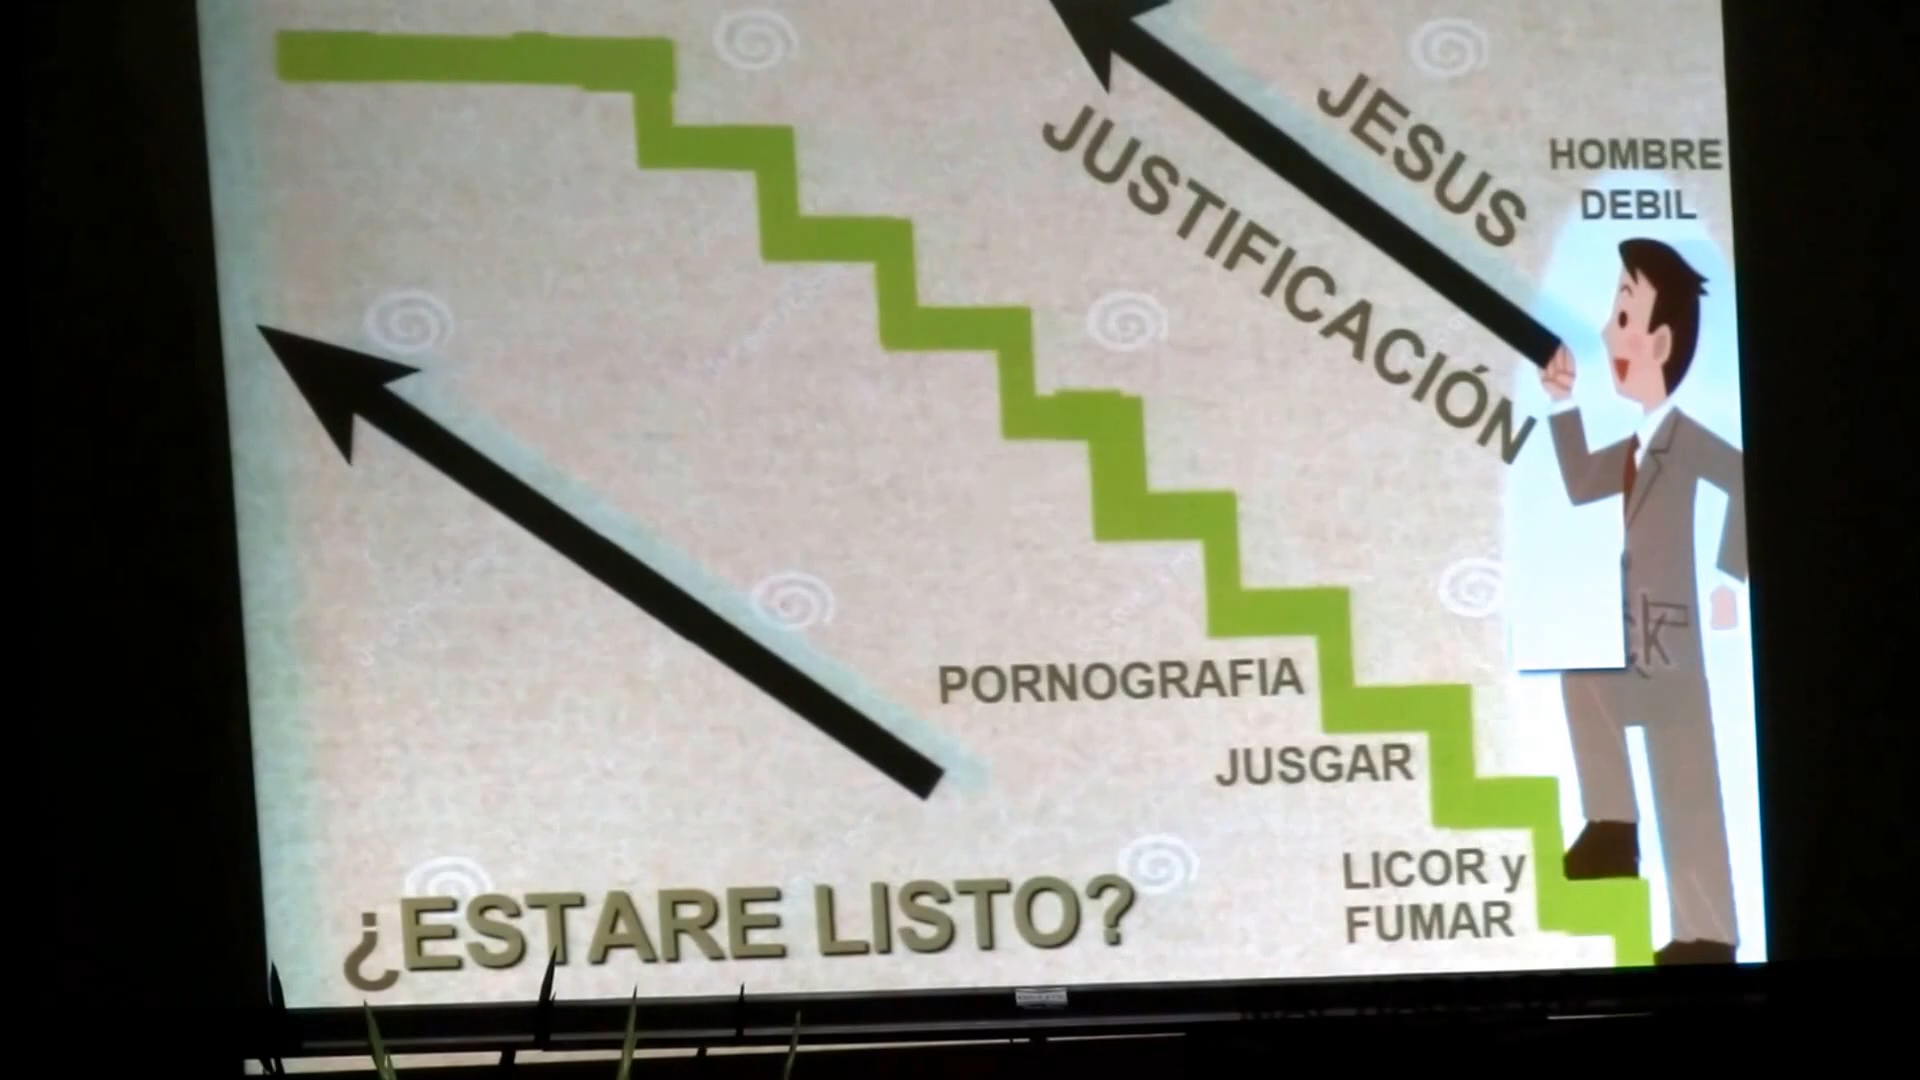 JESUS
JUSTIFICACIÓN
HOMBRE
DEBIL
PORNOGRAFIA
JUSGAR
LICOR y
FUMAR
¿ESTARE LISTO?